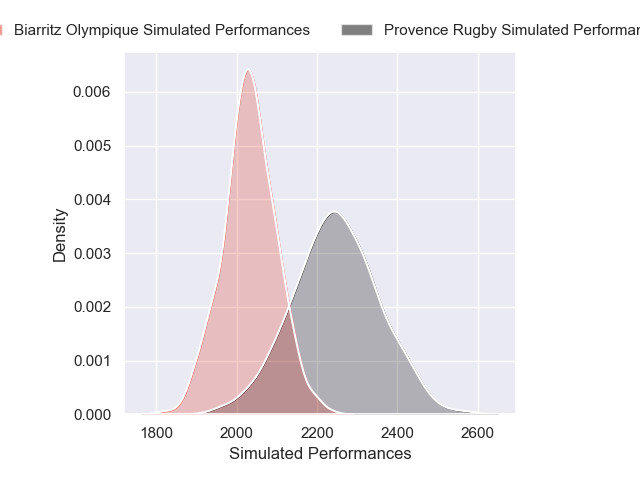 Biarritz Olympique Simulated Performances
Provence Rugby Simulated
0.006
0.005
0.004
0.003
0.002
0.001
0.000
Density
1800 2000 2200 2400 2600
Simulated Performances